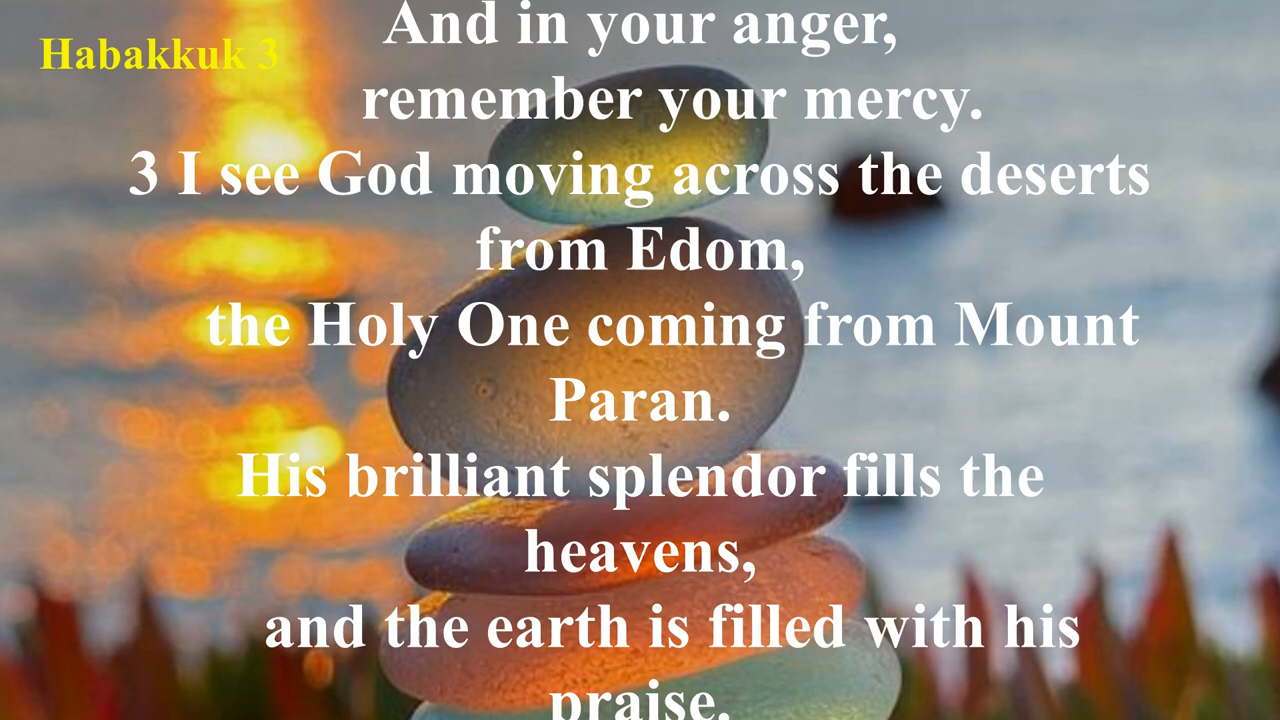 Habakkuk 3
And in your anger,
remember your mercy.
3 I see God moving across the deserts
from Edom,
the Holy One coming from Mount
Paran.
His brilliant splendor fills the
heavens,
and the earth is filled with his
praise.